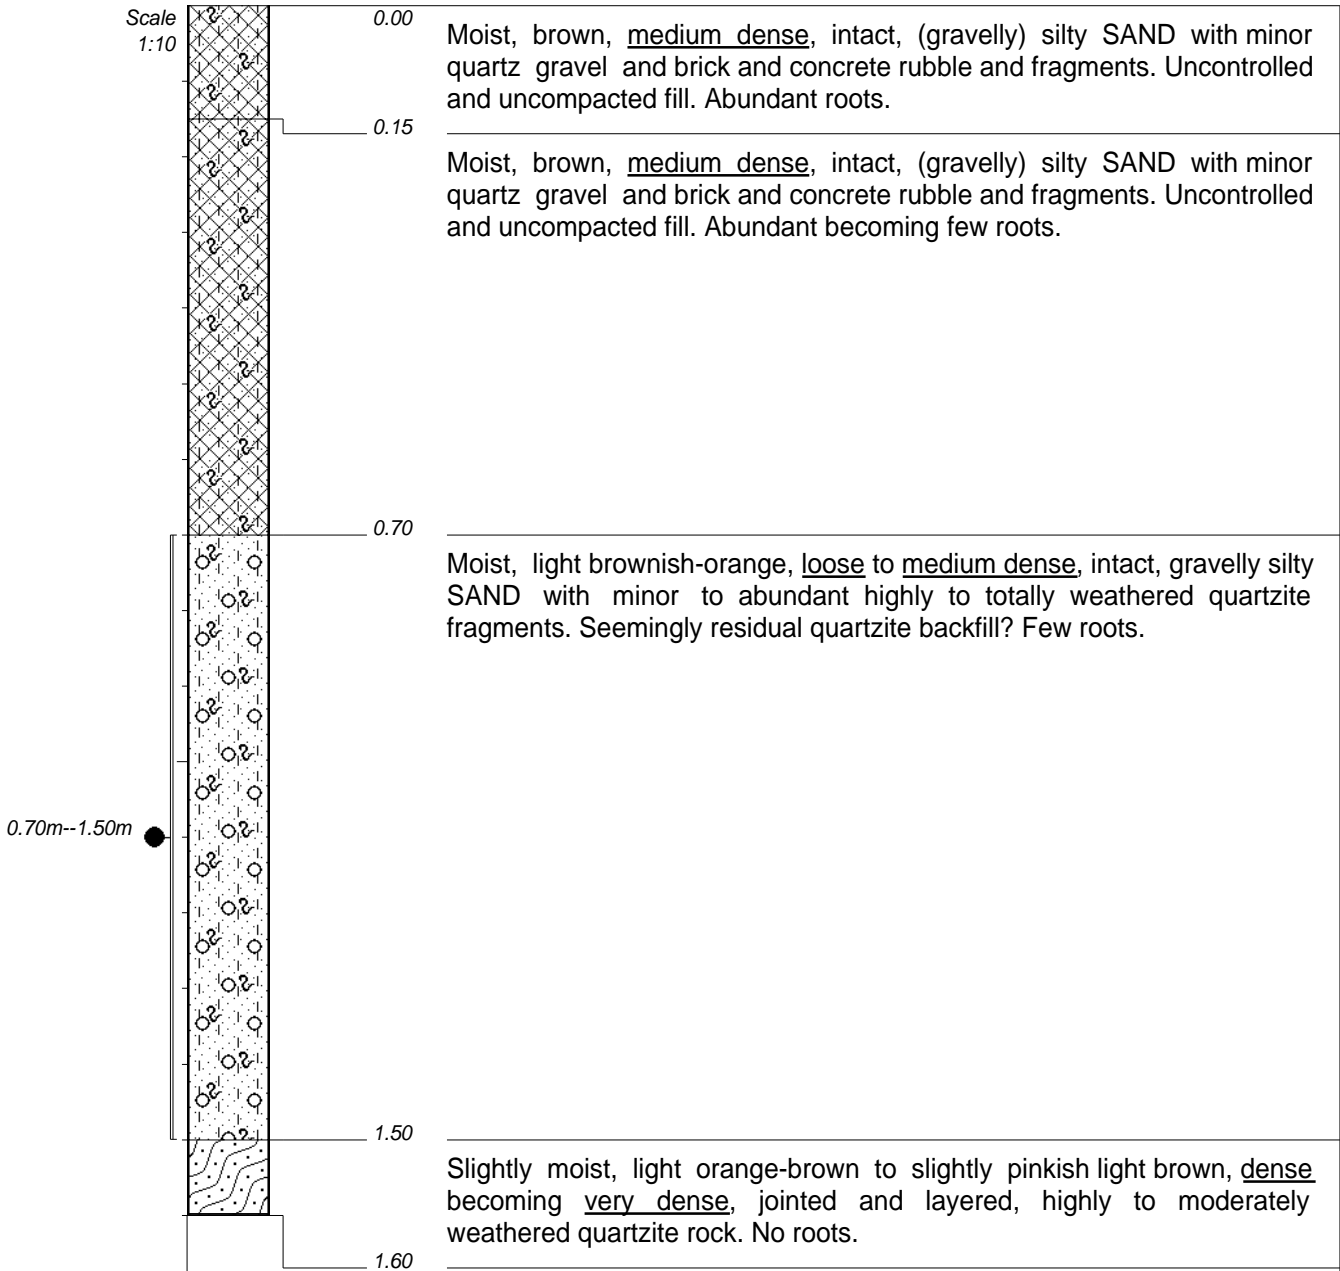 Scale
1:10
0.00
Moist, brown, medium dense, intact, (gravelly) silty SAND with minor
quartz gravel and brick and concrete rubble and fragments. Uncontrolled
and uncompacted fill. Abundant roots.
0.15
Moist, brown, medium dense, intact, (gravelly) silty SAND with minor
quartz gravel and brick and concrete rubble and fragments. Uncontrolled
and uncompacted fill. Abundant becoming few roots.
0.70
Moist, light brownish-orange, loose to medium dense, intact, gravelly silty
SAND with minor to abundant highly to totally weathered quartzite
fragments. Seemingly residual quartzite backfill? Few roots.
0.70m--1.50m
1.50
Slightly moist, light orange-brown to slightly pinkish light brown, dense
becoming very dense, jointed and layered, highly to moderately
weathered quartzite rock. No roots.
1.60